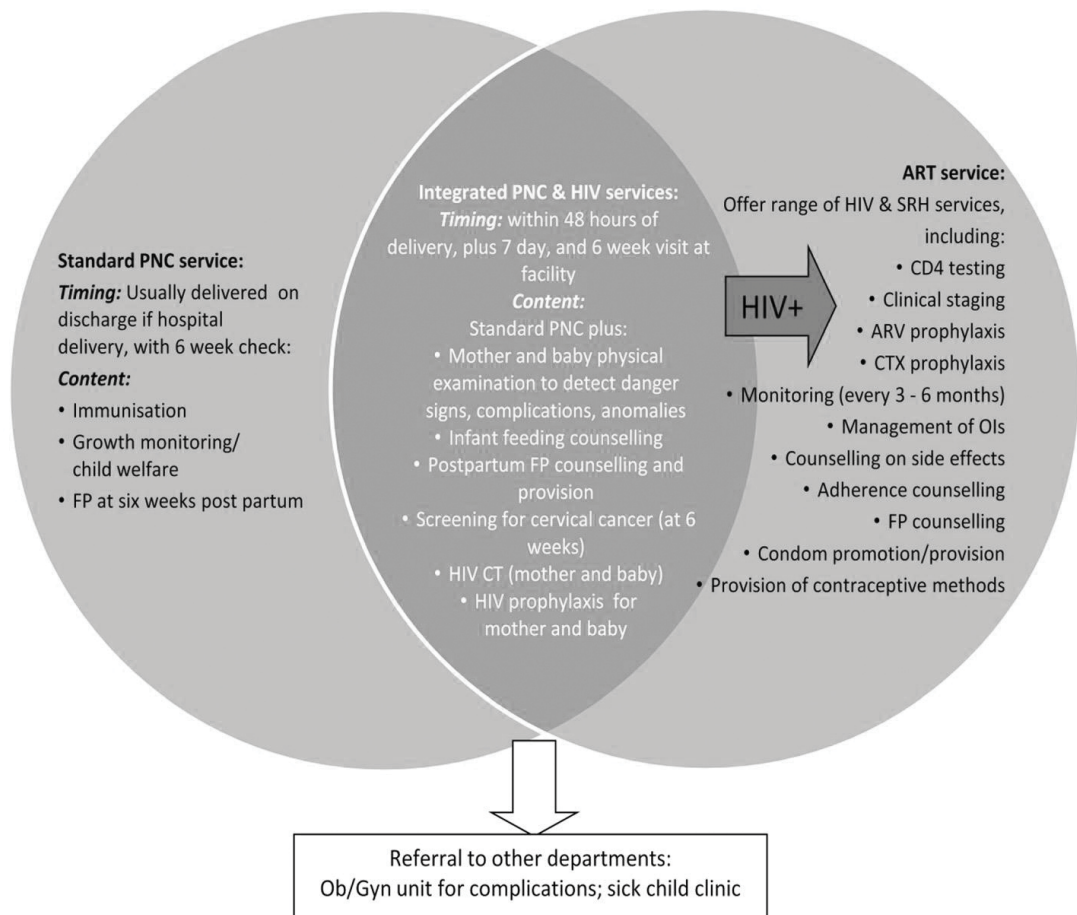 Standard PNC service:
Timing: Usually delivered on
discharge if hospital
delivery, with 6 week check:
Content:
• Immunisation
• Growth monitoring/
child welfare
• FP at six weeks post partum
Integrated PNC & HIV services:
Timing: within 48 hours of
delivery, plus 7 day, and 6 week visit at
facility
Content:
Standard PNC plus:
• Mother and baby physical
examination to detect danger
signs, complications, anomalies
• Infant feeding counselling
• Postpartum FP counselling and
provision
• Screening for cervical cancer (at 6
weeks)
• HIV CT (mother and baby)
• HIV prophylaxis for
mother and baby
HIV+
ART service:
Offer range of HIV & SRH services,
including:
• CD4 testing
• Clinical staging
• ARV prophylaxis
• CTX prophylaxis
• Monitoring (every 3 - 6 months)
• Management of OIs
• Counselling on side effects
• Adherence counselling
• FP counselling
• Condom promotion/provision
• Provision of contraceptive methods
Referral to other departments:
Ob/Gyn unit for complications; sick child clinic